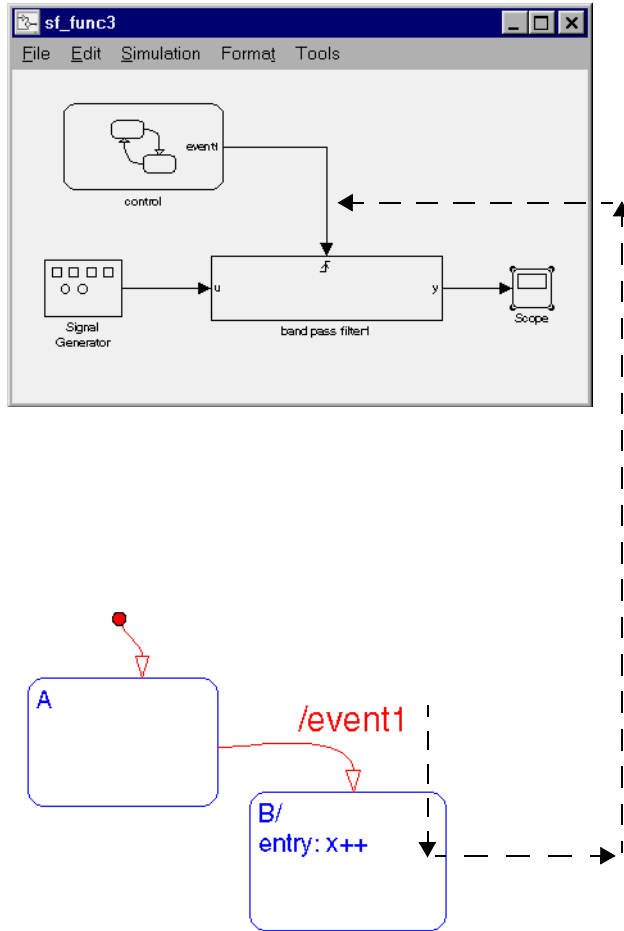 sf_func3
File Edit Simulation Format Tools
event1
control
Signal
Generator
u
y
band pass filter1
Scope
A
/event1
B/
entry: x++